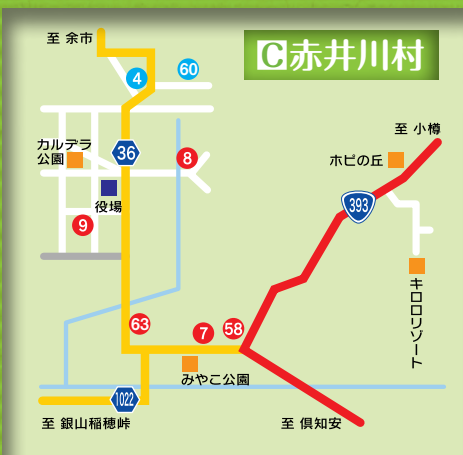 至 余市
C赤井川村
60
4
至 小樽
カルデラ
公園
36
8
ホピの丘
役場
393
9
キロロリゾート
63
7
58
みやこ公園
1022
至 銀山稲穂峠
至 倶知安